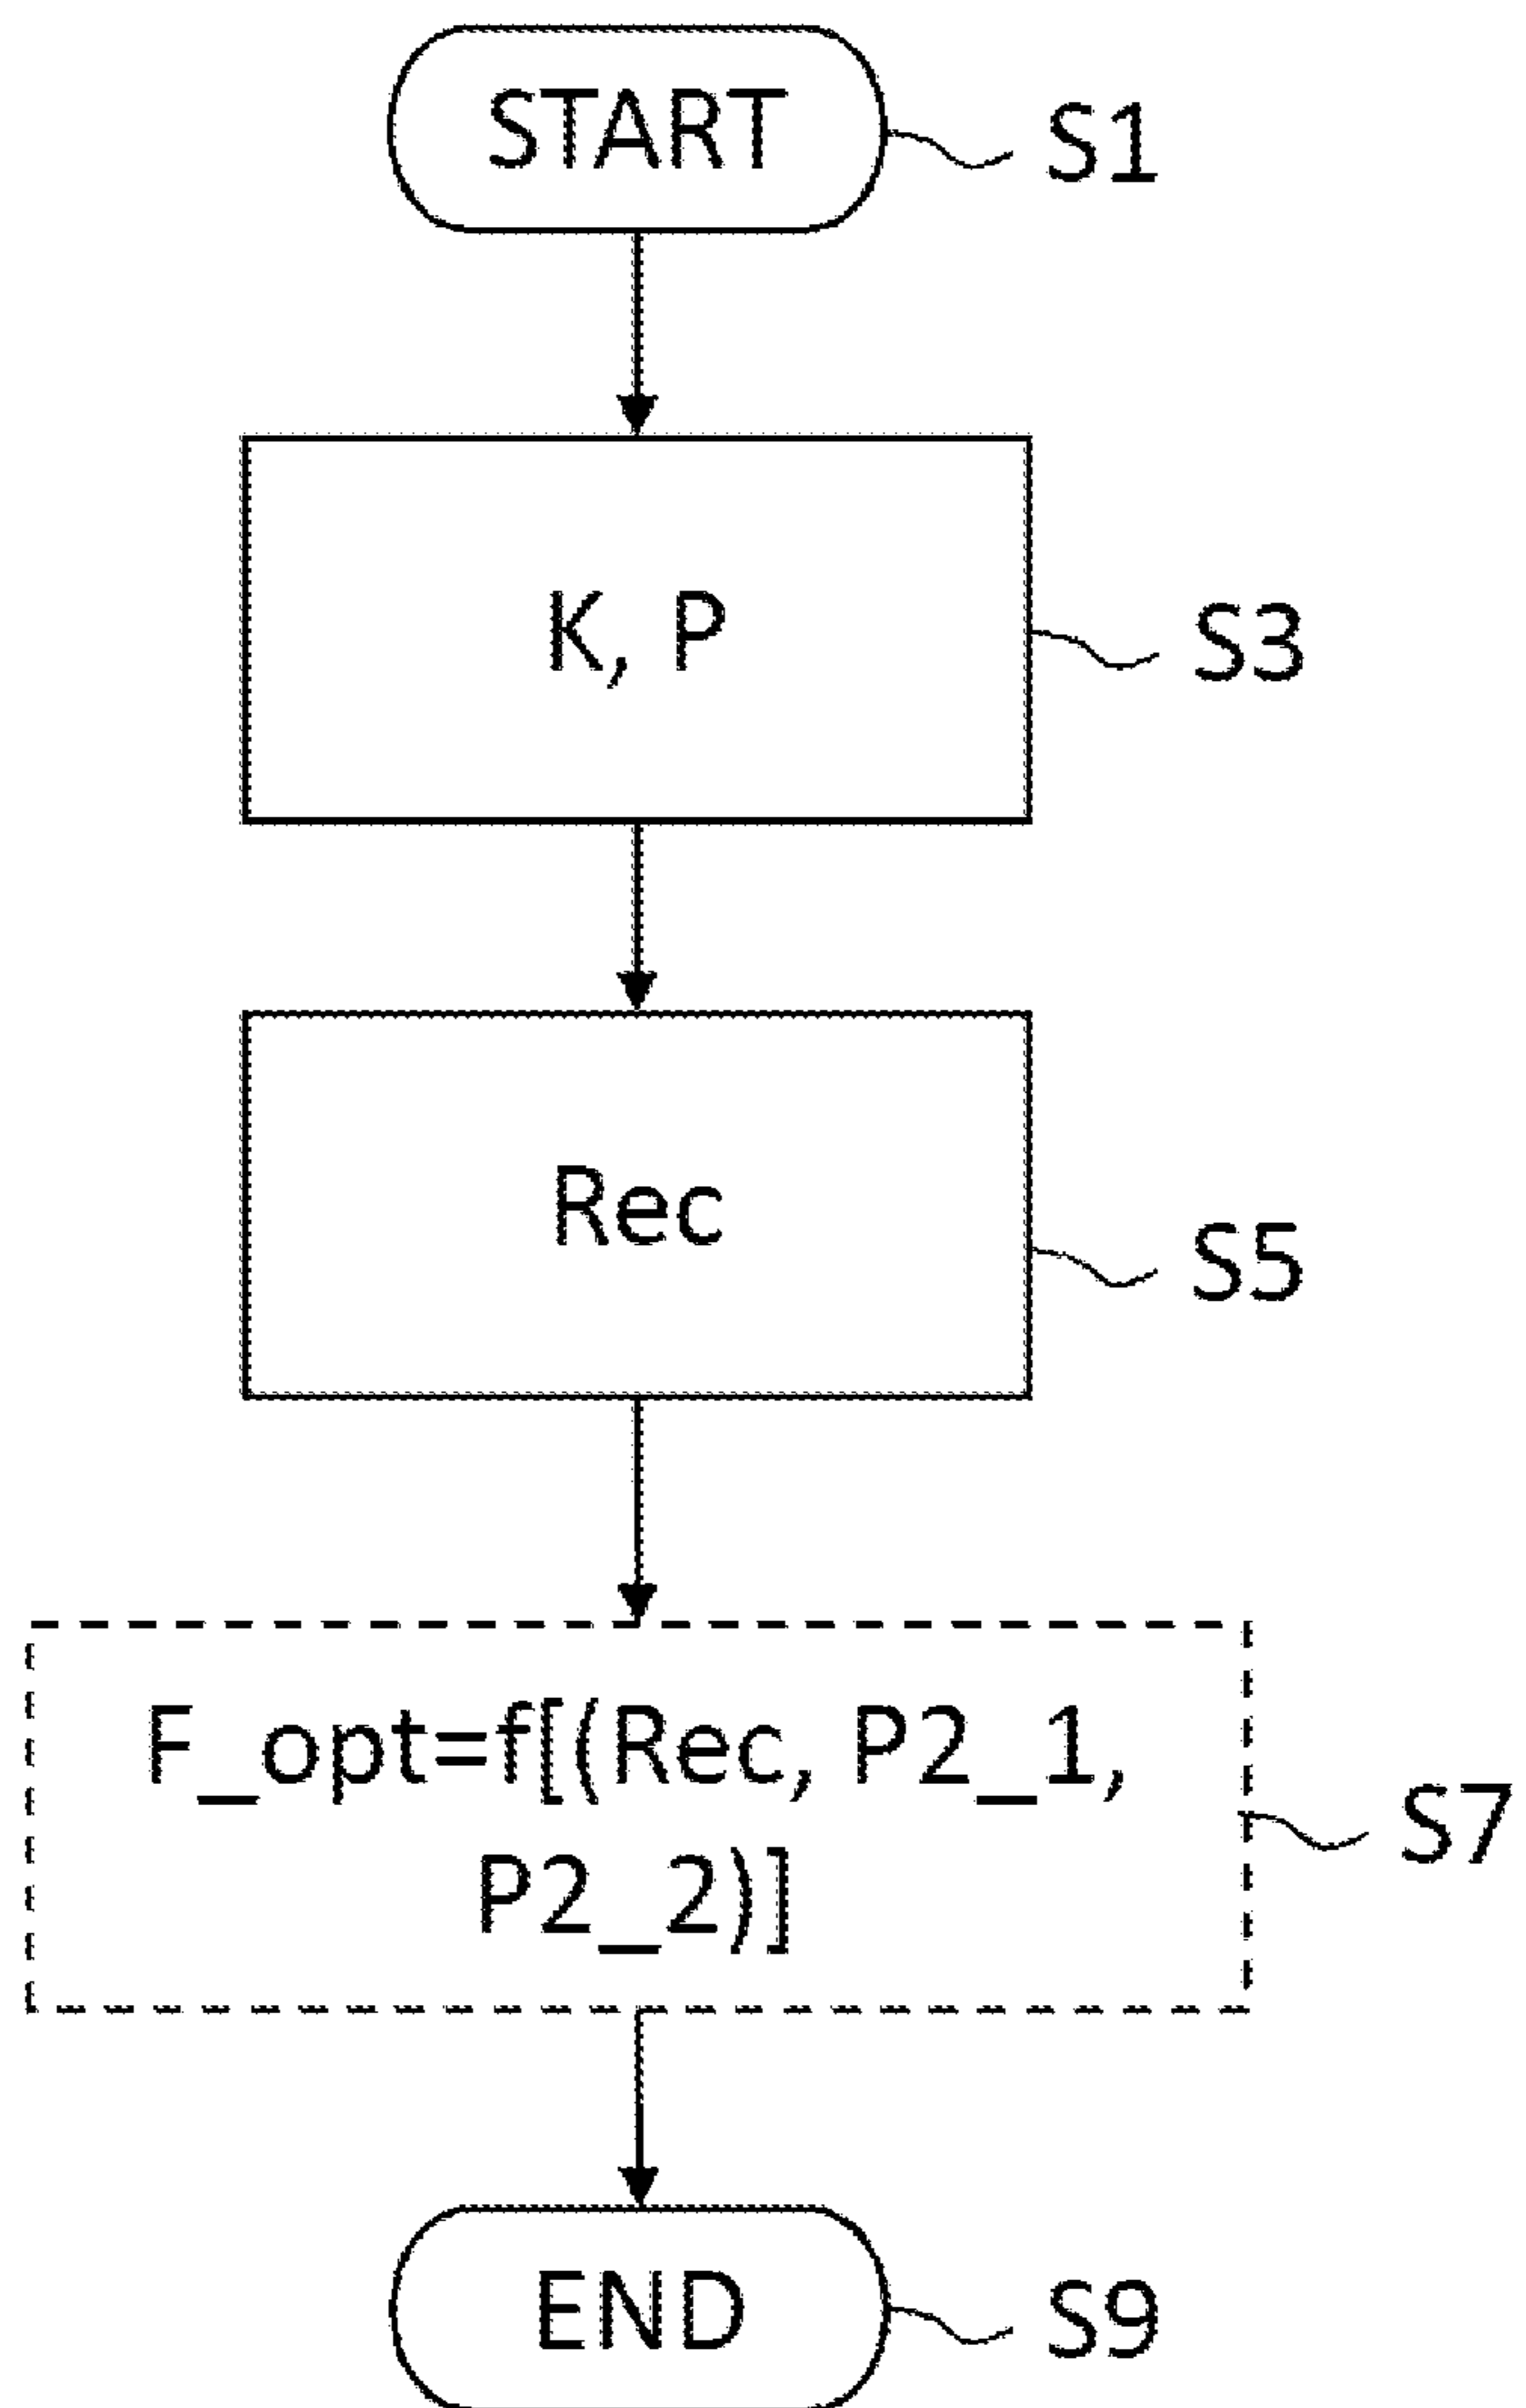 START
S1
K, P
S3
Rec
S5
F_opt=f[(Rec, P2_1,
P2_2)]
S7
END
S9